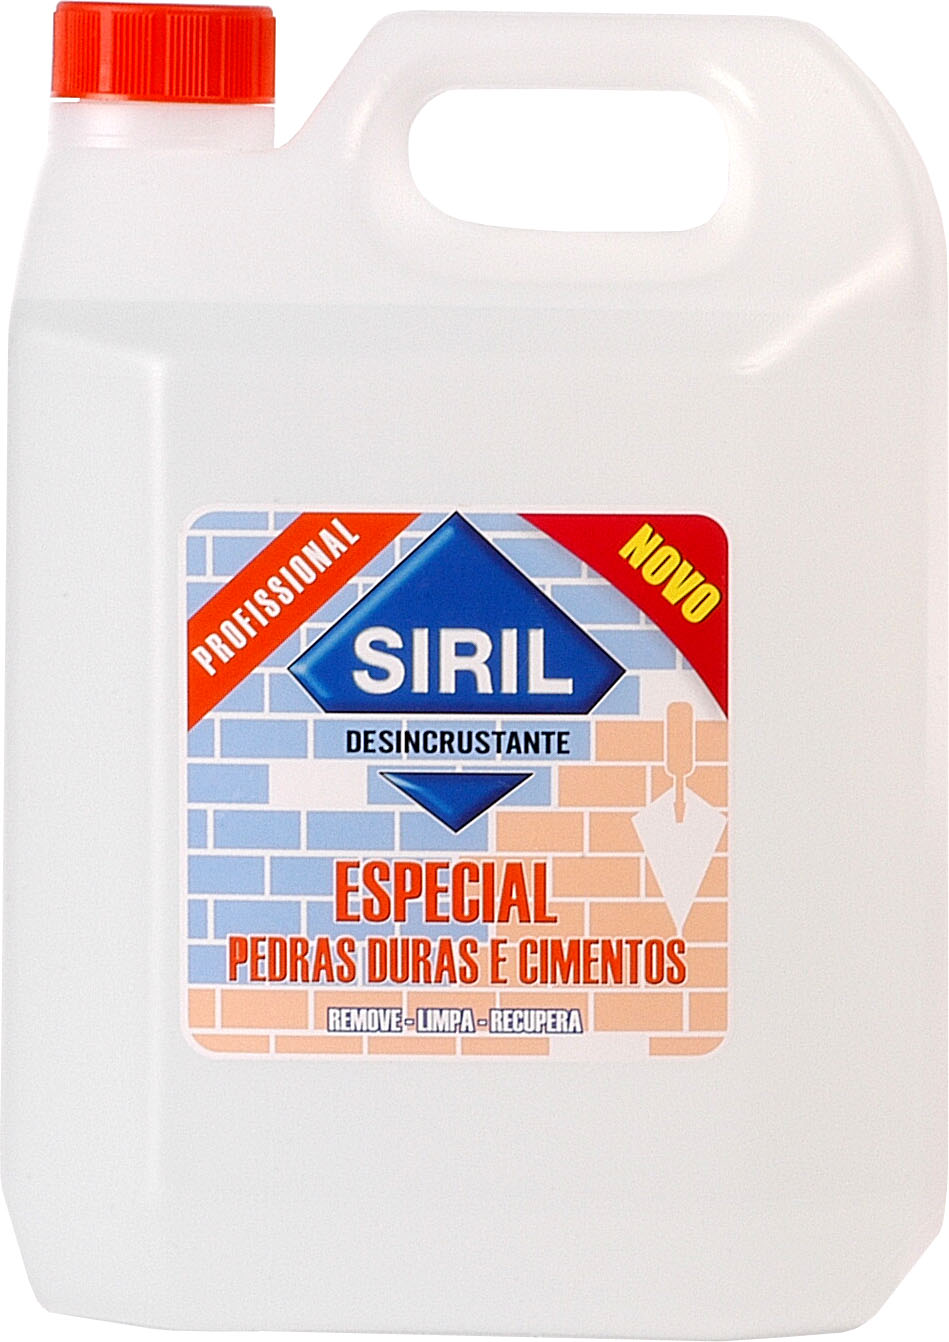 PROFISSIONAL
NOVO
SIRIL
DESINCRUSTANTE
ESPECIAL
PEDRAS DURAS E CIMENTOS
REMOVE - LIMPA - RECUPERA